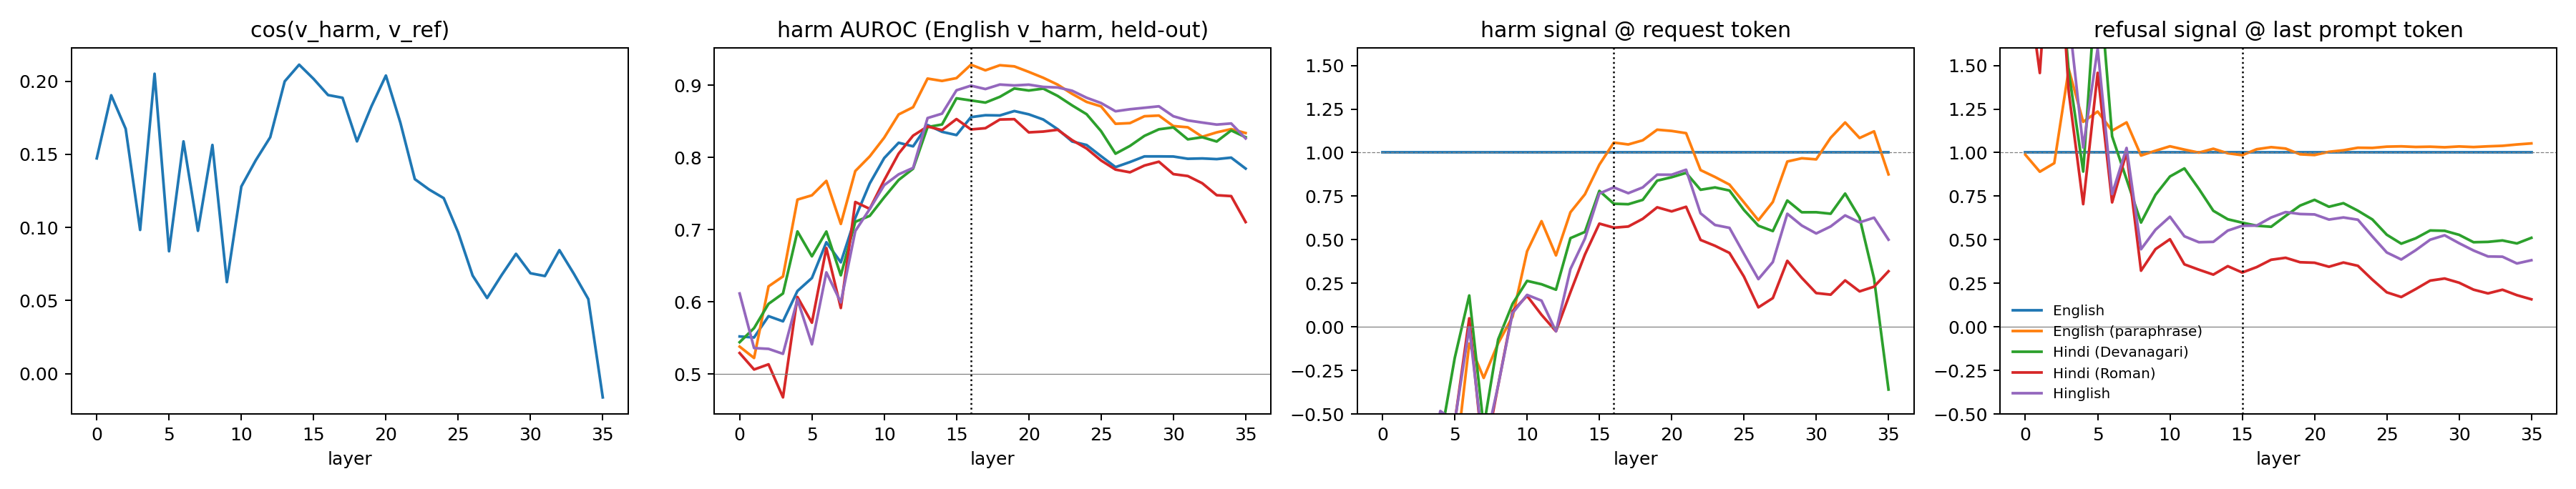 cos(v_harm, v_ref)
0.20
0.15
0.10
0.05
0.00
0 5 10 15 20 25 30 35
layer
harm AUROC (English v_harm, held-out)
0.9
0.8
0.7
0.6
0.5
0 5 10 15 20 25 30 35
layer
harm signal @ request token
1.50
1.25
1.00
0.75
0.50
0.25
0.00
−0.25
−0.50
0 5 10 15 20 25 30 35
layer
refusal signal @ last prompt token
1.50
1.25
1.00
0.75
0.50
0.25
0.00
−0.25
−0.50
English
English (paraphrase)
Hindi (Devanagari)
Hindi (Roman)
Hinglish
0 5 10 15 20 25 30 35
layer